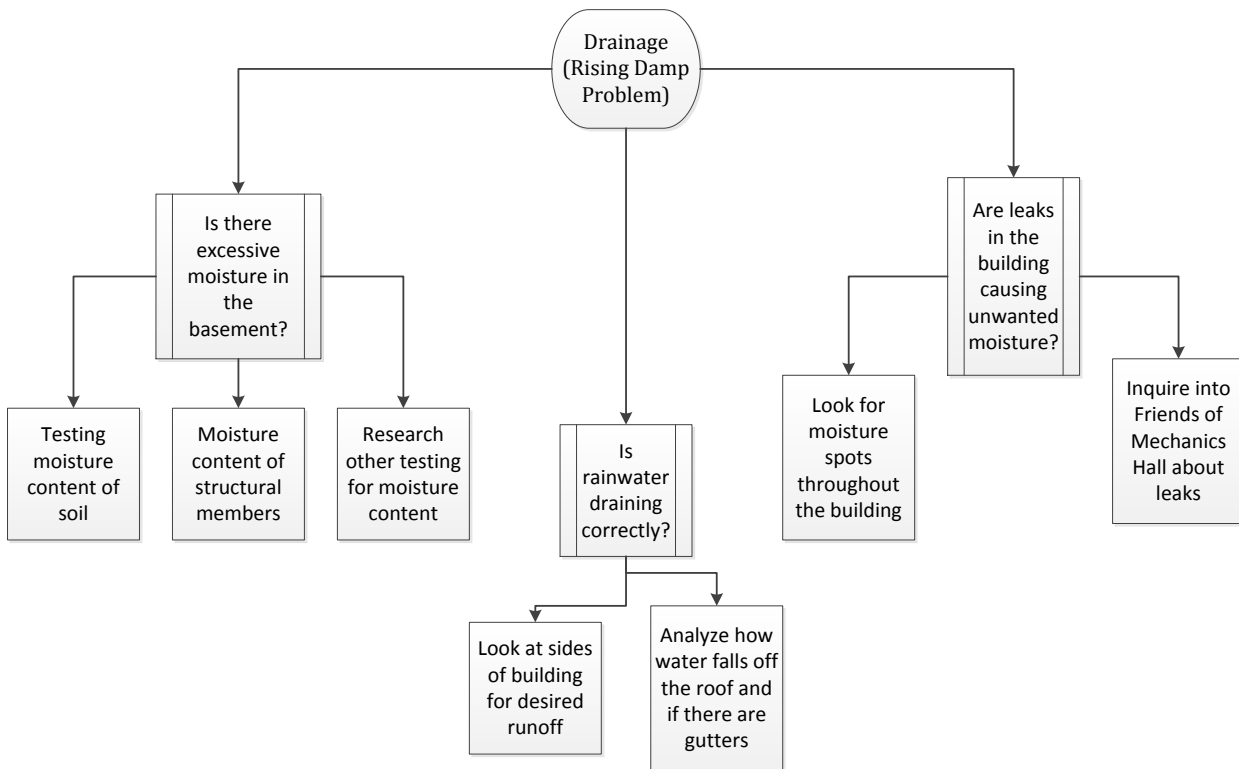 Drainage
(Rising Damp
Problem)
Is there
excessive
moisture in
the
basement?
Are leaks
in the
building
causing
unwanted
moisture?
Testing
moisture
content of
soil
Moisture
content of
structural
members
Research
other testing
for moisture
content
Is
rainwater
draining
correctly?
Look for
moisture
spots
throughout
the building
Inquire into
Friends of
Mechanics
Hall about
leaks
Look at sides
of building
for desired
runoff
Analyze how
water falls off
the roof and
if there are
gutters